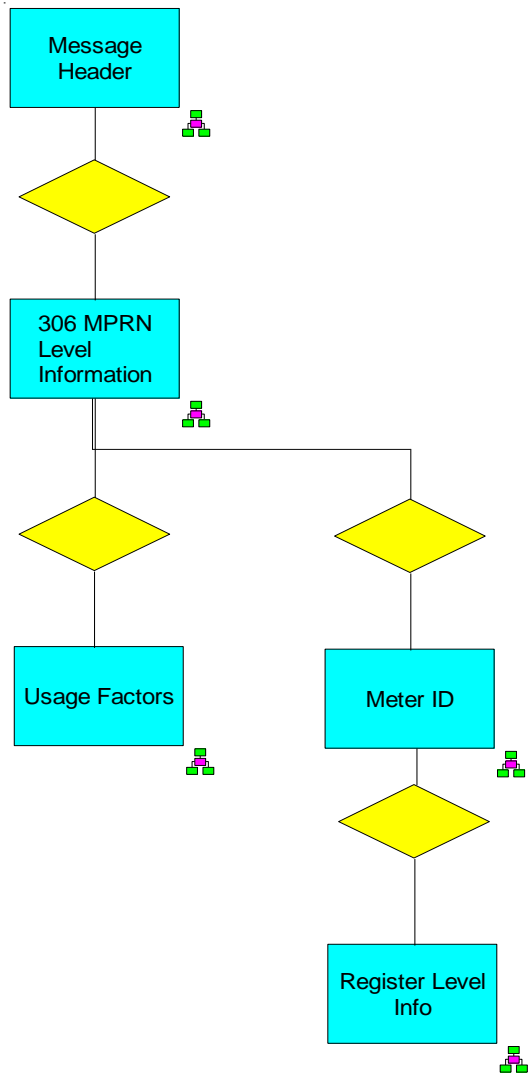 Message
Header
306 MPRN
Level
Information
Usage Factors
Meter ID
Register Level
Info